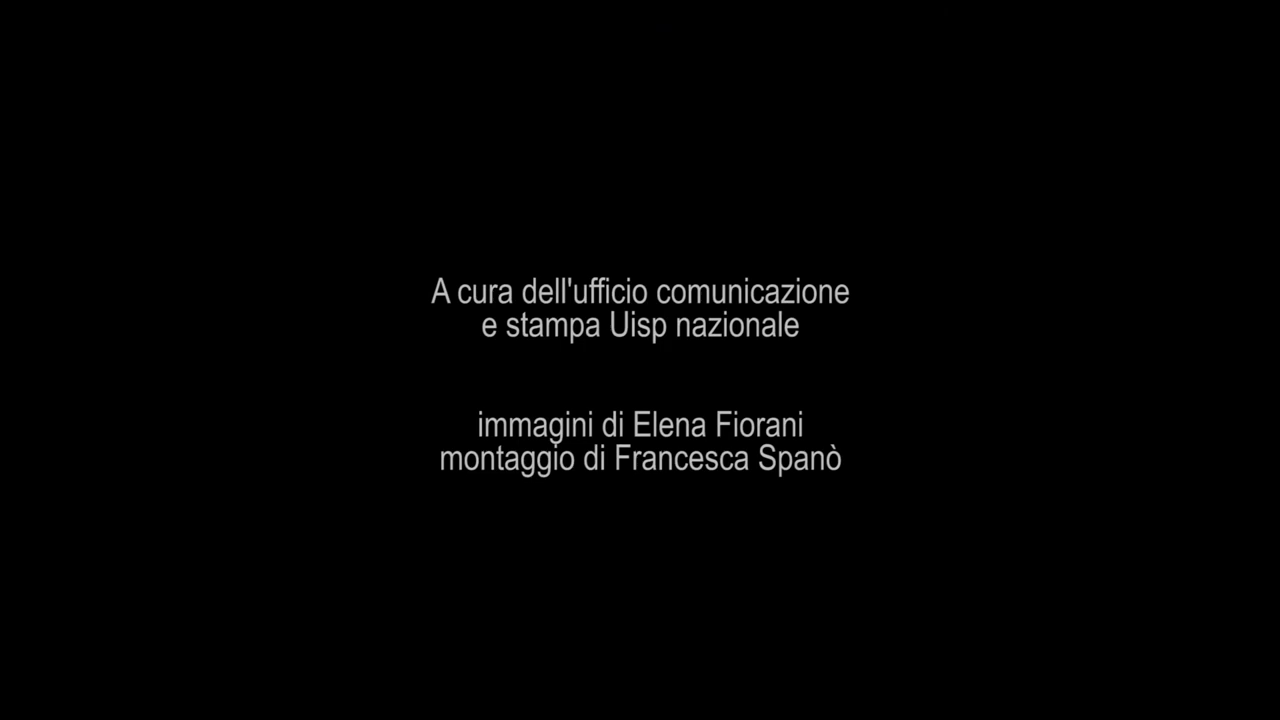 A cura dell'ufficio comunicazione
e stampa Uisp nazionale
immagini di Elena Fiorani
montaggio di Francesca Spanò